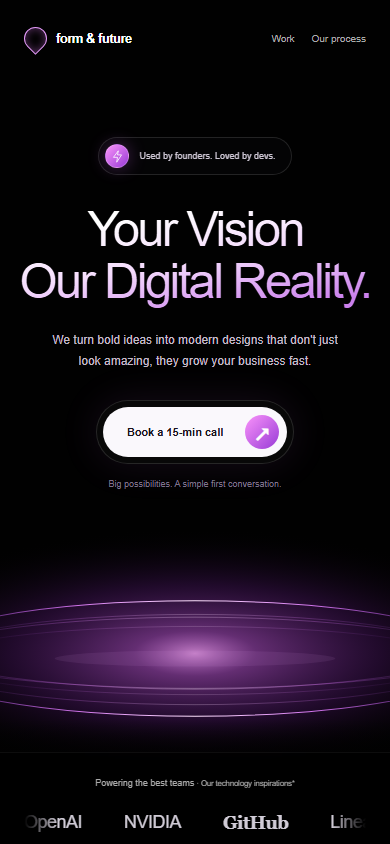 form & future
Work
Our process
Used by founders. Loved by devs.
Your Vision
Our Digital Reality.
We turn bold ideas into modern designs that don't just
look amazing, they grow your business fast.
Book a 15-min call
Big possibilities. A simple first conversation.
Powering the best teams · Our technology inspirations*
OpenAI
NVIDIA
GitHub
Line